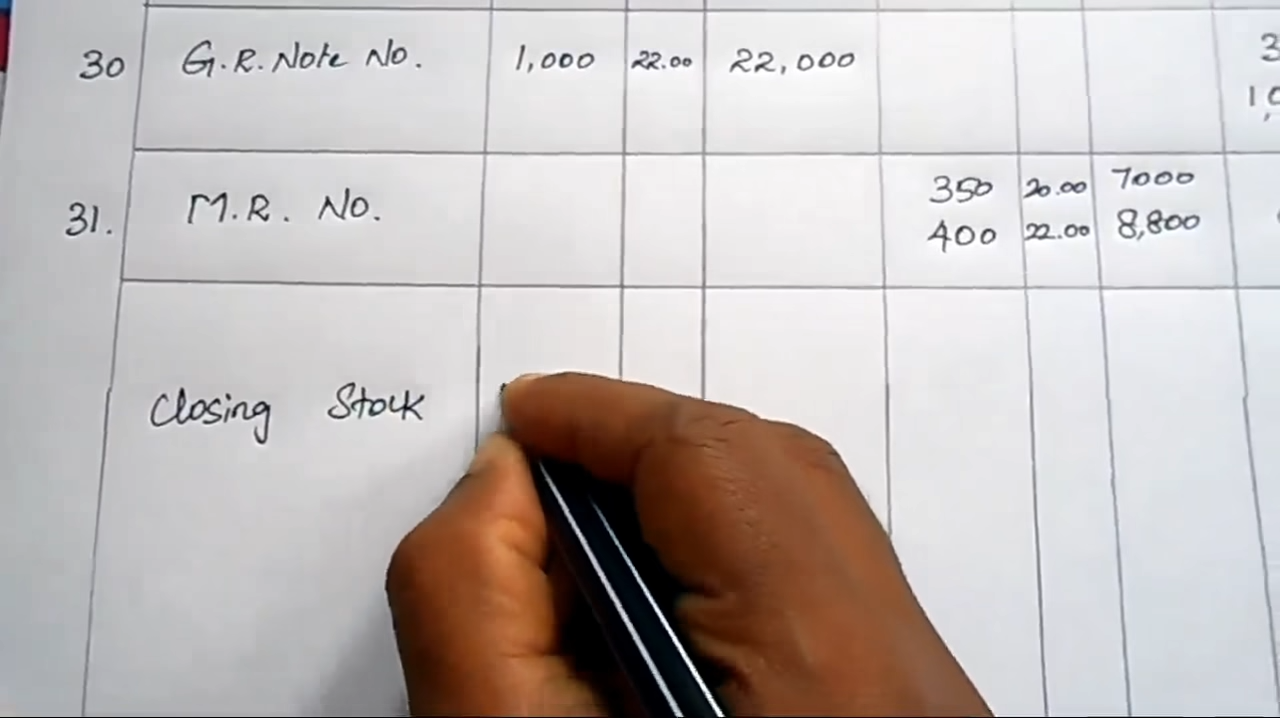 30 G.R. Note No. 1,000 22.00 22,000
31. M.R. No. 350 20.00 7000
400 22.00 8,800
Closing Stock